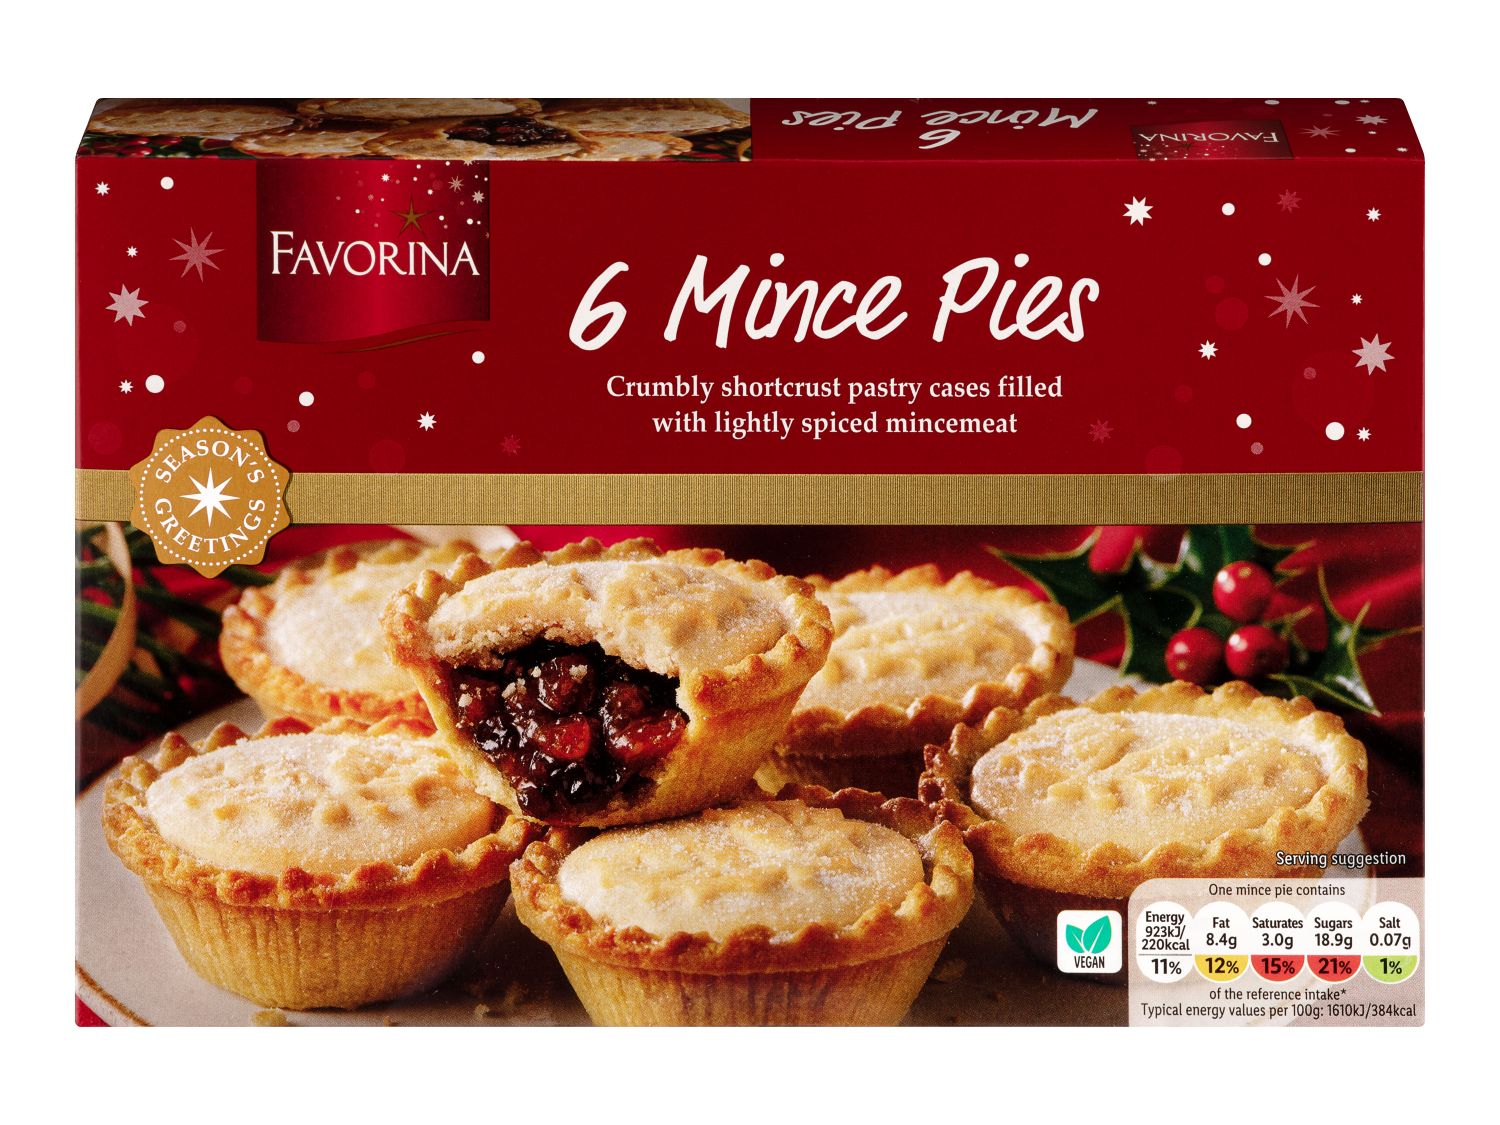 6 Mince Pies
FAVORINA
FAVORINA
6 Mince Pies
Crumbly shortcrust pastry cases filled
with lightly spiced mincemeat
SEASON'S
GREETINGS
Serving suggestion
VEGAN
One mince pie contains
Energy
923kJ/
220kcal
11%
Fat
8.4g
12%
Saturates
3.0g
15%
Sugars
18.9g
21%
Salt
0.07g
1%
of the reference intake*
Typical energy values per 100g: 1610kJ/384kcal